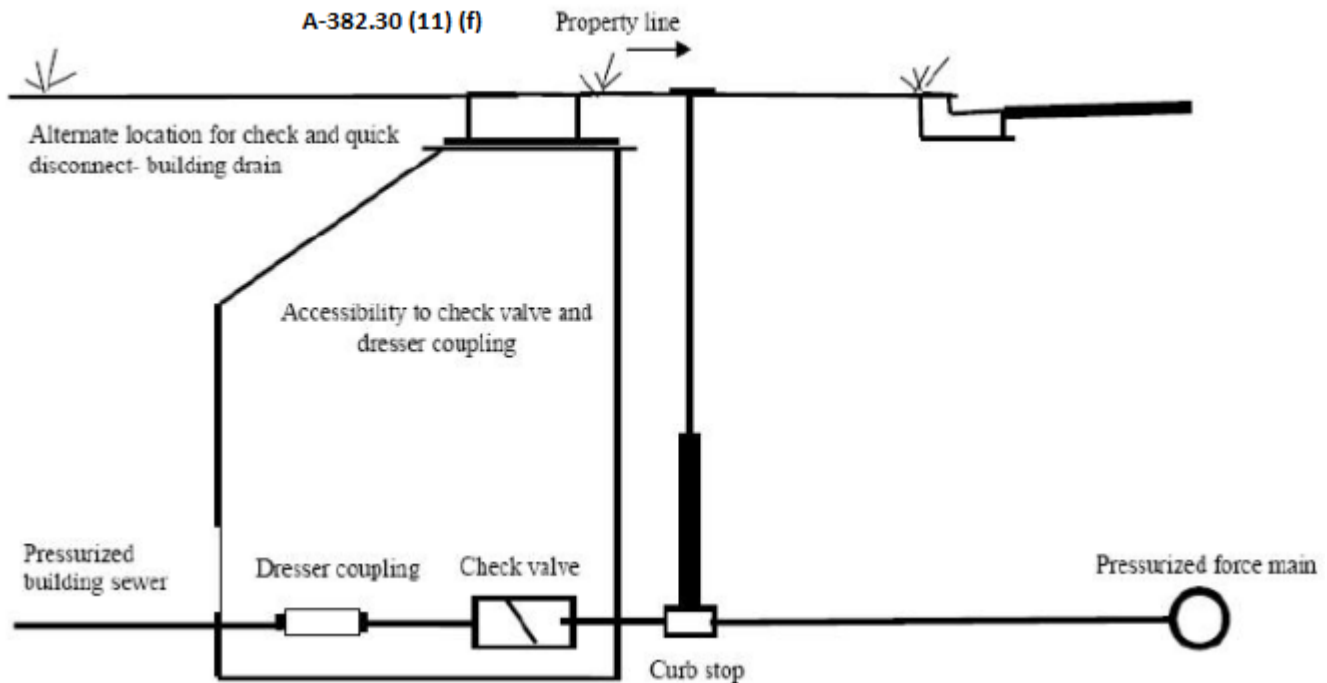 A-382.30 (11) (f)
Property line
Alternate location for check and quick
disconnect- building drain
Accessibility to check valve and
dresser coupling
Pressurized
building sewer
Dresser coupling
Check valve
Pressurized force main
Curb stop